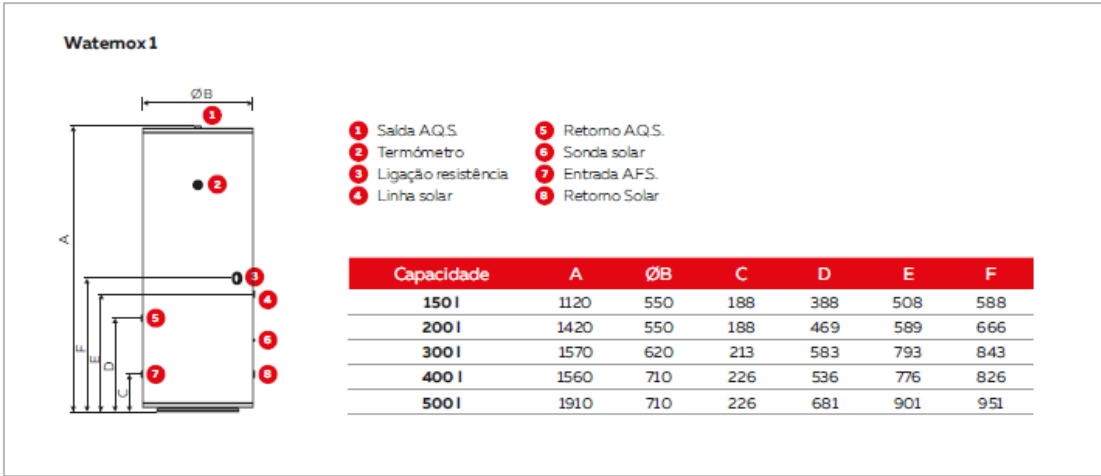 Waternox 1
ØB
1
1 Saída A.Q.S.
2 Termómetro
3 Ligação resistência
4 Linha solar
5 Retorno A.Q.S.
6 Sonda solar
7 Entrada A.F.S.
8 Retorno Solar
2
A
3
4
5
6
7
8
F
E
D
C
Capacidade A ØB C D E F
150 l 1120 550 188 388 508 588
200 l 1420 550 188 469 589 666
300 l 1570 620 213 583 793 843
400 l 1560 710 226 536 776 826
500 l 1910 710 226 681 901 951